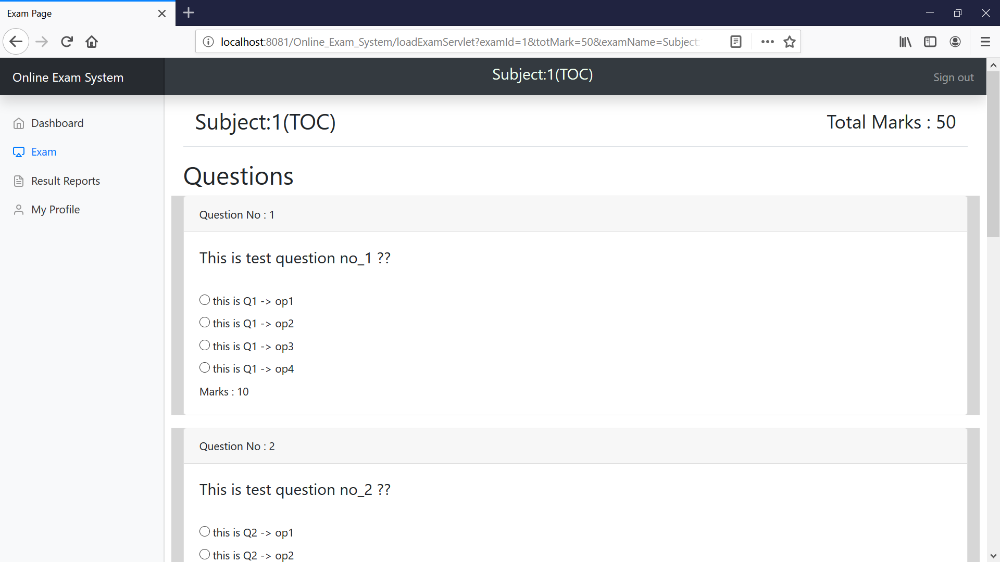 Exam Page
localhost:8081/Online_Exam_System/loadExamServlet?examId=1&totMark=50&examName=Subject:
Online Exam System
Subject:1(TOC)
Sign out
Dashboard
Exam
Result Reports
My Profile
Subject:1(TOC)
Total Marks : 50
Questions
Question No : 1
This is test question no_1 ??
this is Q1 -> op1
this is Q1 -> op2
this is Q1 -> op3
this is Q1 -> op4
Marks : 10
Question No : 2
This is test question no_2 ??
this is Q2 -> op1
this is Q2 -> op2